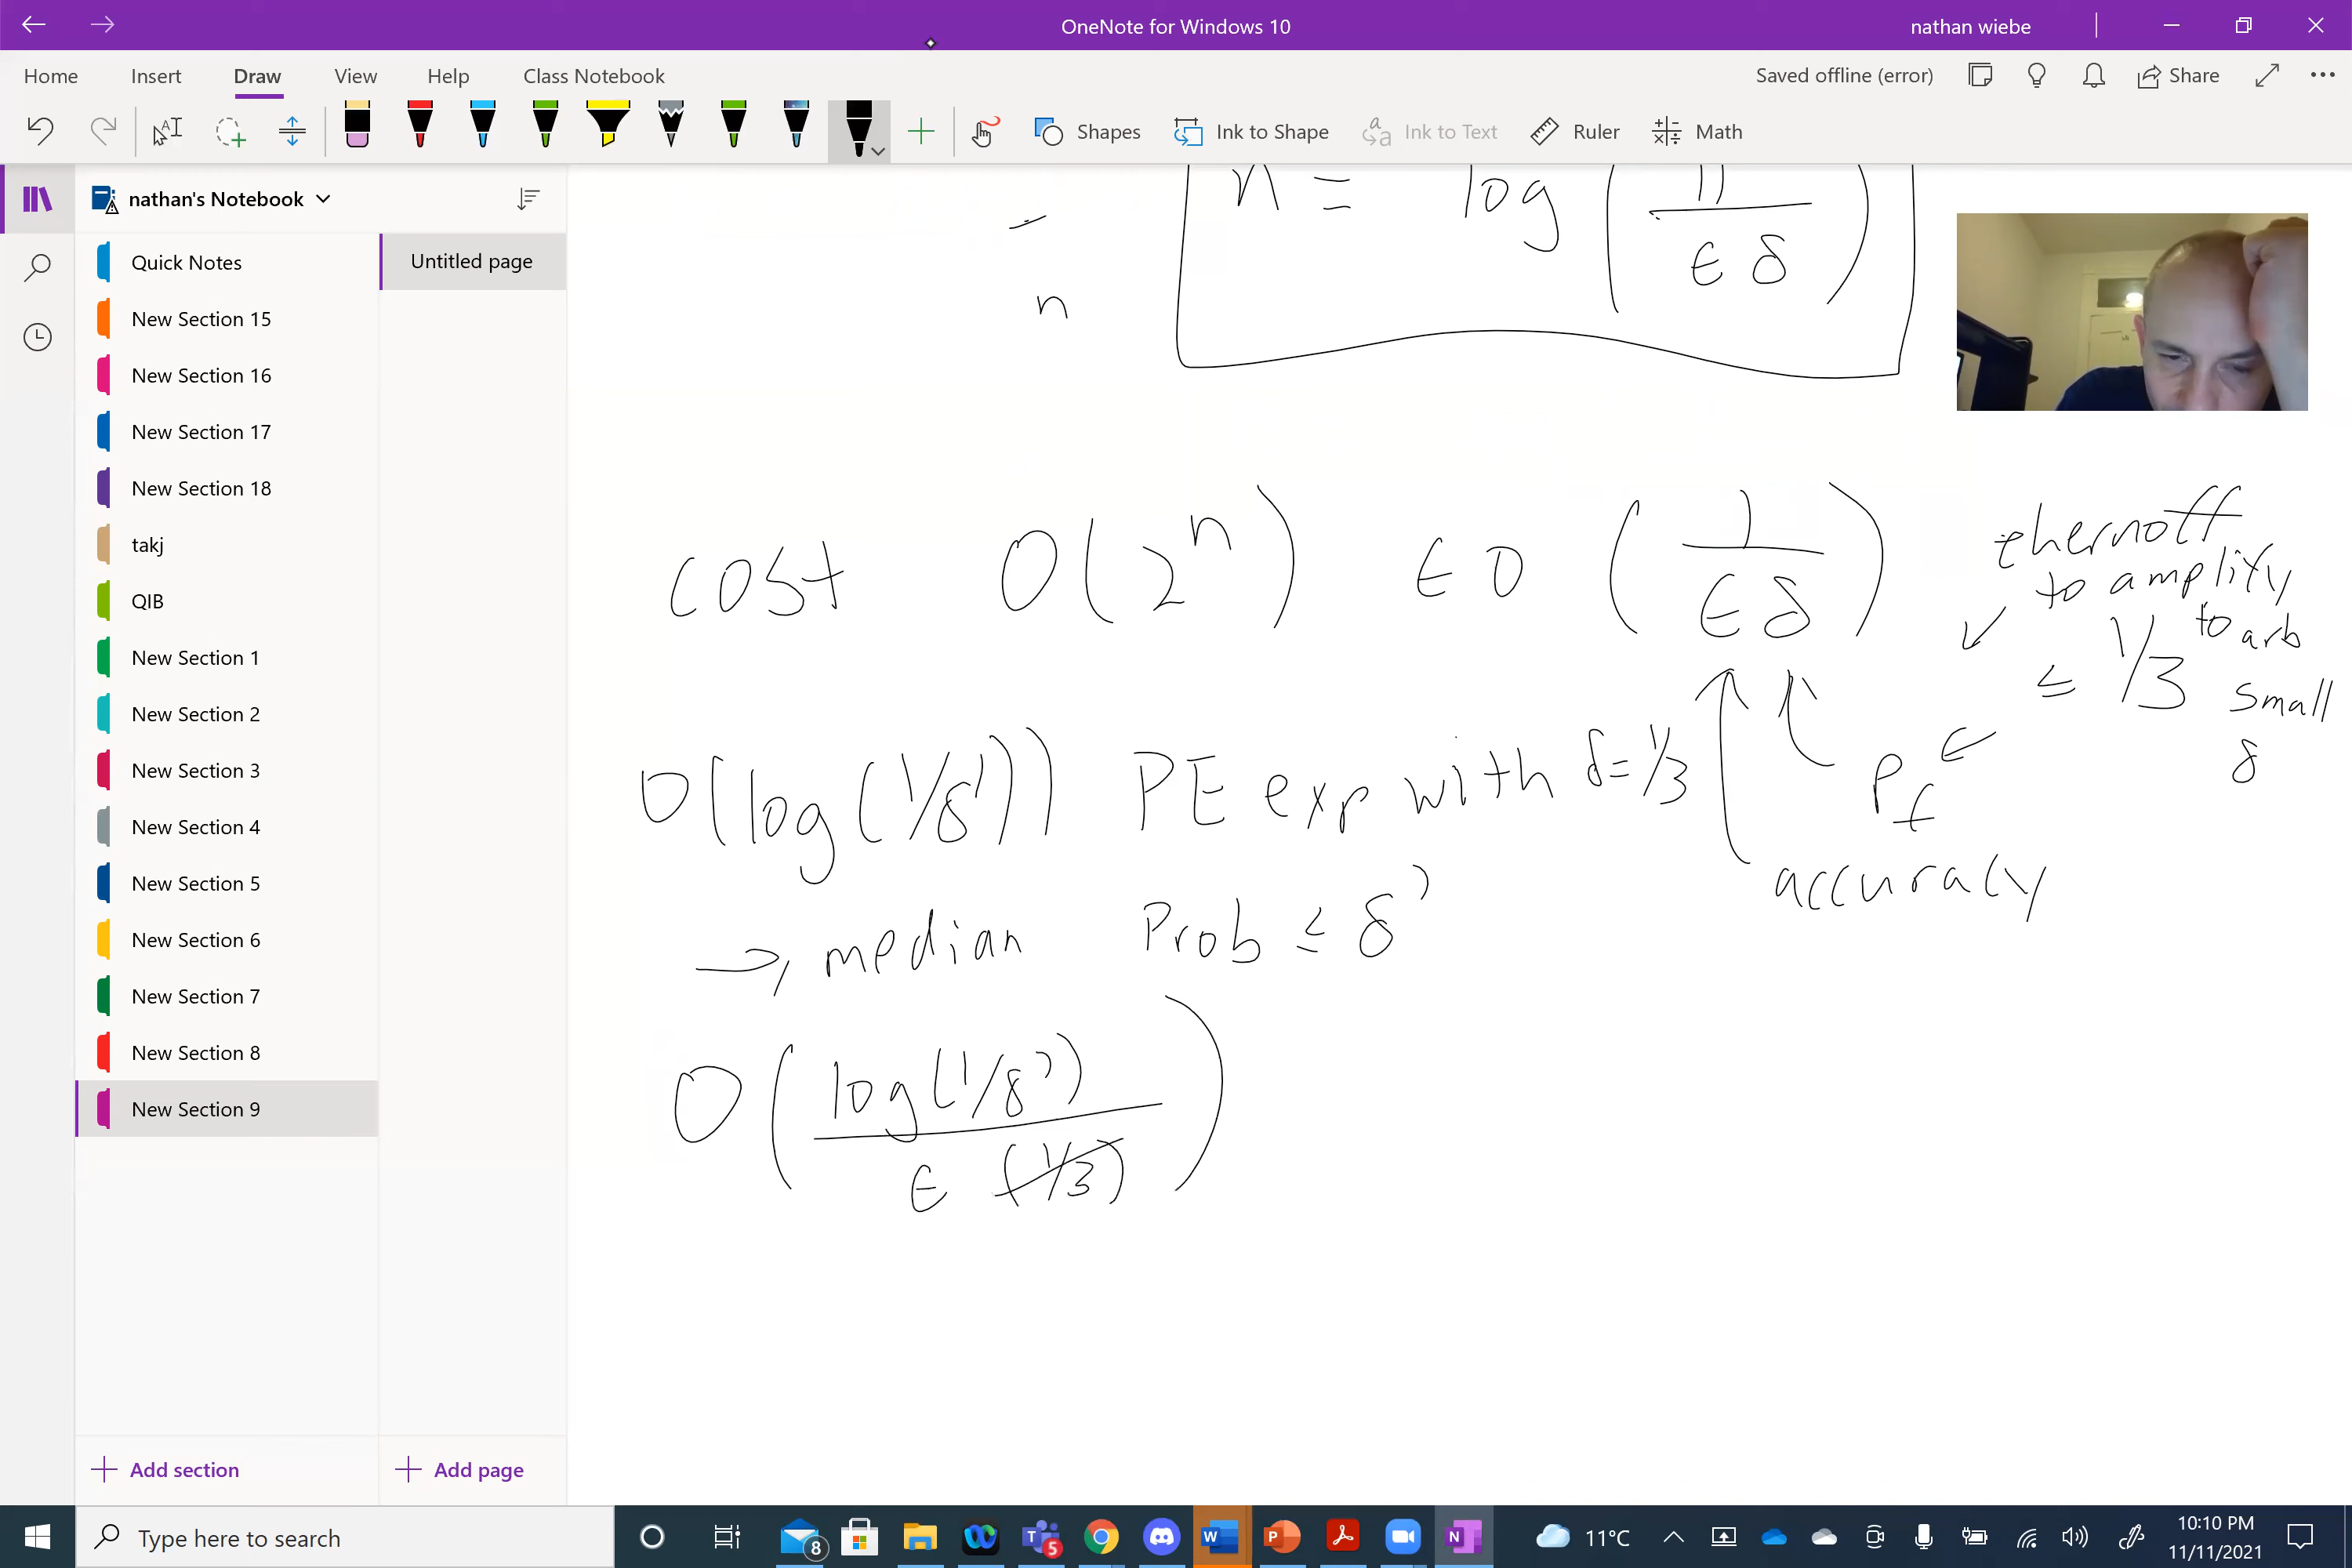 OneNote for Windows 10
nathan wiebe
Home Insert Draw View Help Class Notebook
Saved offline (error) Share
Shapes Ink to Shape Ink to Text Ruler Math
nathan's Notebook
Quick Notes
New Section 15
New Section 16
New Section 17
New Section 18
takj
QIB
New Section 1
New Section 2
New Section 3
New Section 4
New Section 5
New Section 6
New Section 7
New Section 8
New Section 9
Add section
Untitled page
Add page
n = log ( π / ϵ δ )
n
cost O(2^n) ∈ O ( 1 / ϵ δ )
chernoff
to amplify
to arb
small
δ
≤ 1/3
P_f
accuracy
O(log(1/δ')) PE exp with δ=1/3
→ median Prob ≤ δ'
O( log(1/δ') / ϵ (1/3) )
Type here to search
8
5
11°C
10:10 PM
11/11/2021